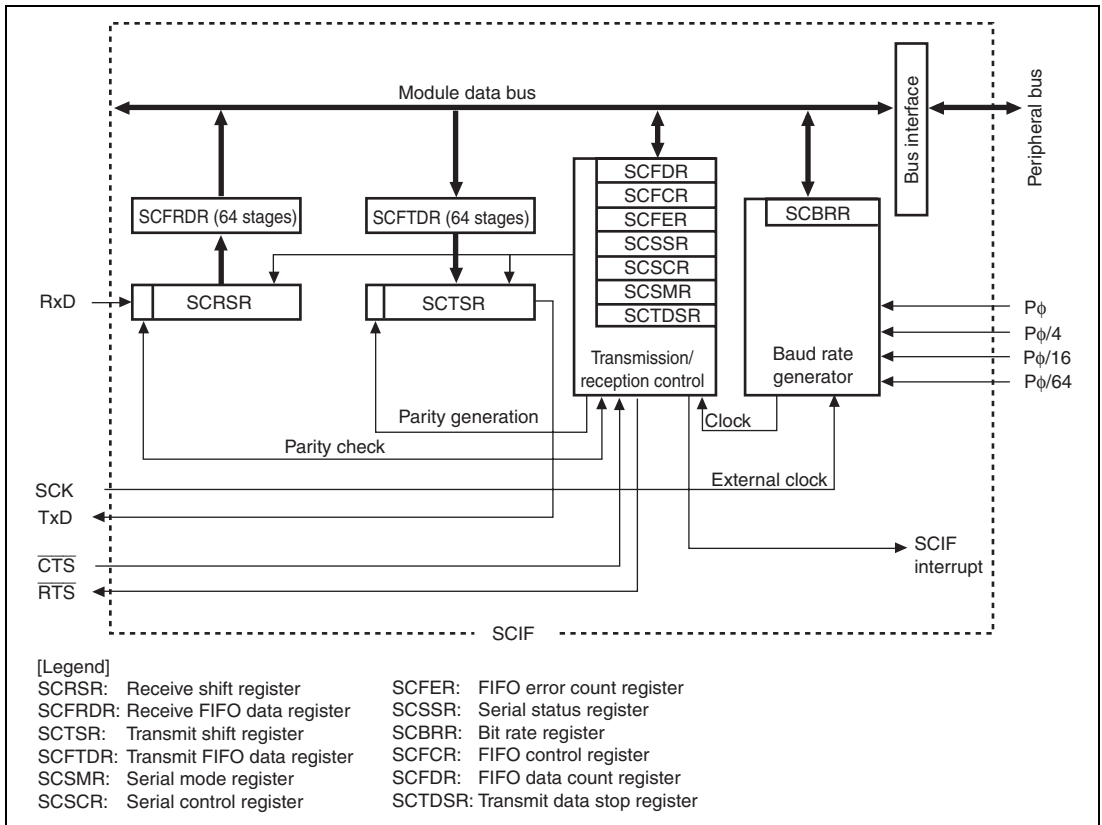 Module data bus
Bus interface
Peripheral bus
SCFRDR (64 stages)
SCFTDR (64 stages)
SCFDR
SCFCR
SCFER
SCSSR
SCSCR
SCSMR
SCTDSR
Transmission/
reception control
SCBRR
Baud rate
generator
RxD
SCRSR
SCTSR
Pϕ
Pϕ/4
Pϕ/16
Pϕ/64
Parity generation
Clock
Parity check
SCK
External clock
TxD
C̅T̅S̅
SCIF
interrupt
R̅T̅S̅
SCIF
[Legend]
SCRSR: Receive shift register
SCFRDR: Receive FIFO data register
SCTSR: Transmit shift register
SCFTDR: Transmit FIFO data register
SCSMR: Serial mode register
SCSCR: Serial control register
SCFER: FIFO error count register
SCSSR: Serial status register
SCBRR: Bit rate register
SCFCR: FIFO control register
SCFDR: FIFO data count register
SCTDSR: Transmit data stop register